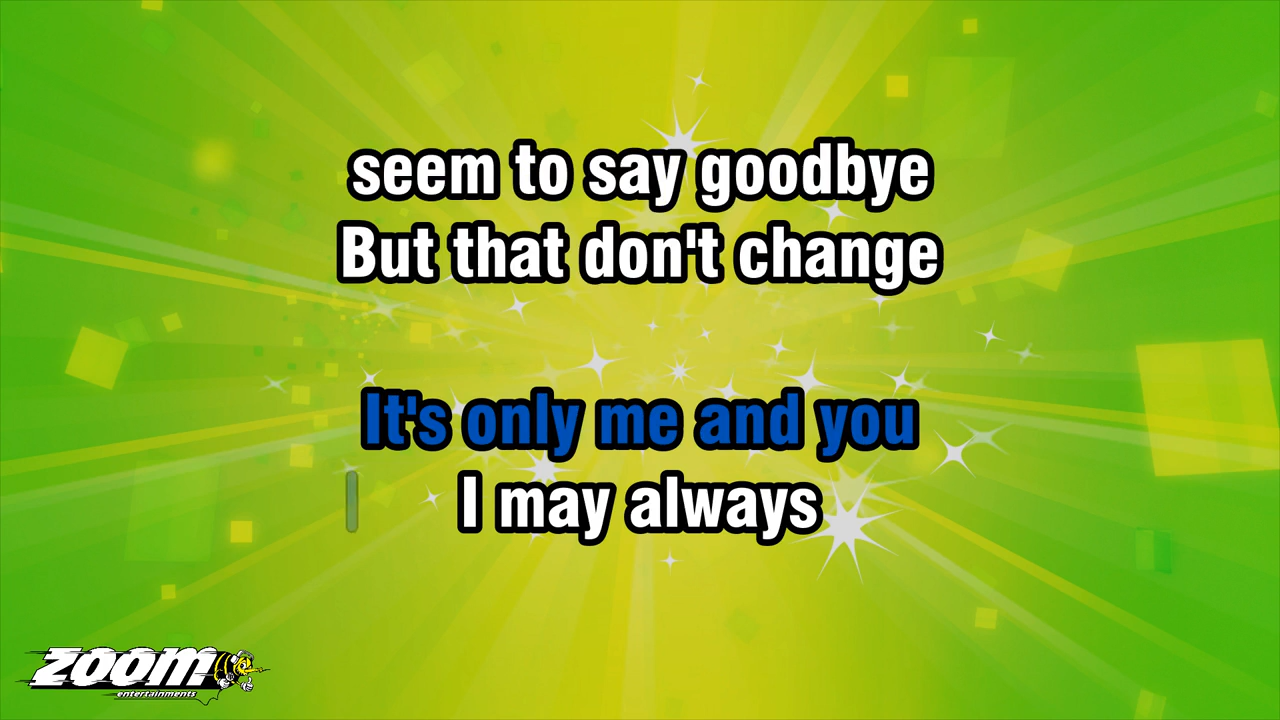 seem to say goodbye
But that don't change
It's only me and you
I may always
zoom
entertainments